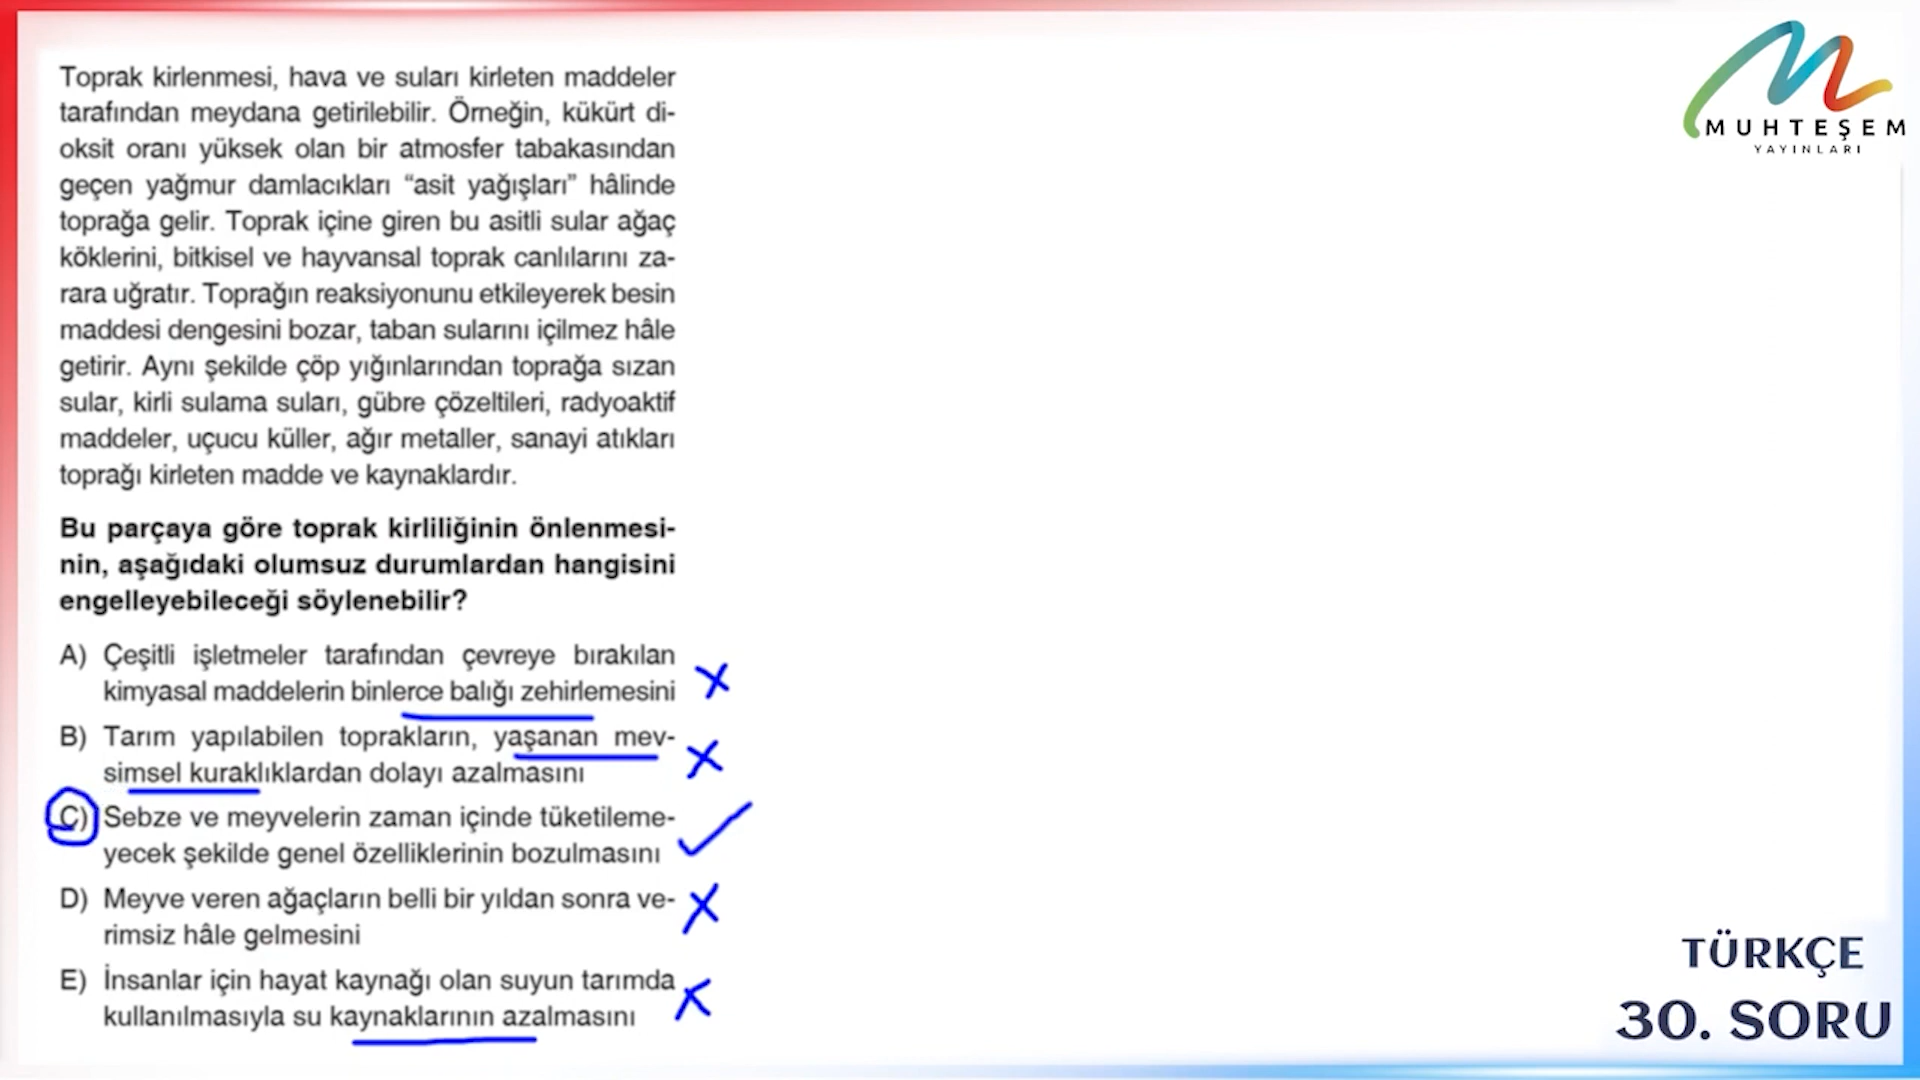 MUHTEŞEM
YAYINLARI
Toprak kirlenmesi, hava ve suları kirleten maddeler
tarafından meydana getirilebilir. Örneğin, kükürt di-
oksit oranı yüksek olan bir atmosfer tabakasından
geçen yağmur damlacıkları “asit yağışları” hâlinde
toprağa gelir. Toprak içine giren bu asitli sular ağaç
köklerini, bitkisel ve hayvansal toprak canlılarını za-
rara uğratır. Toprağın reaksiyonunu etkileyerek besin
maddesi dengesini bozar, taban sularını içilmez hâle
getirir. Aynı şekilde çöp yığınlarından toprağa sızan
sular, kirli sulama suları, gübre çözeltileri, radyoaktif
maddeler, uçucu küller, ağır metaller, sanayi atıkları
toprağı kirleten madde ve kaynaklardır.
Bu parçaya göre toprak kirliliğinin önlenmesi-
nin, aşağıdaki olumsuz durumlardan hangisini
engelleyebileceği söylenebilir?
A) Çeşitli işletmeler tarafından çevreye bırakılan
kimyasal maddelerin binlerce balığı zehirlemesini
B) Tarım yapılabilen toprakların, yaşanan mev-
simsel kuraklıklardan dolayı azalmasını
C) Sebze ve meyvelerin zaman içinde tüketileme-
yecek şekilde genel özelliklerinin bozulmasını
D) Meyve veren ağaçların belli bir yıldan sonra ve-
rimsiz hâle gelmesini
E) İnsanlar için hayat kaynağı olan suyun tarımda
kullanılmasıyla su kaynaklarının azalmasını
TÜRKÇE
30. SORU